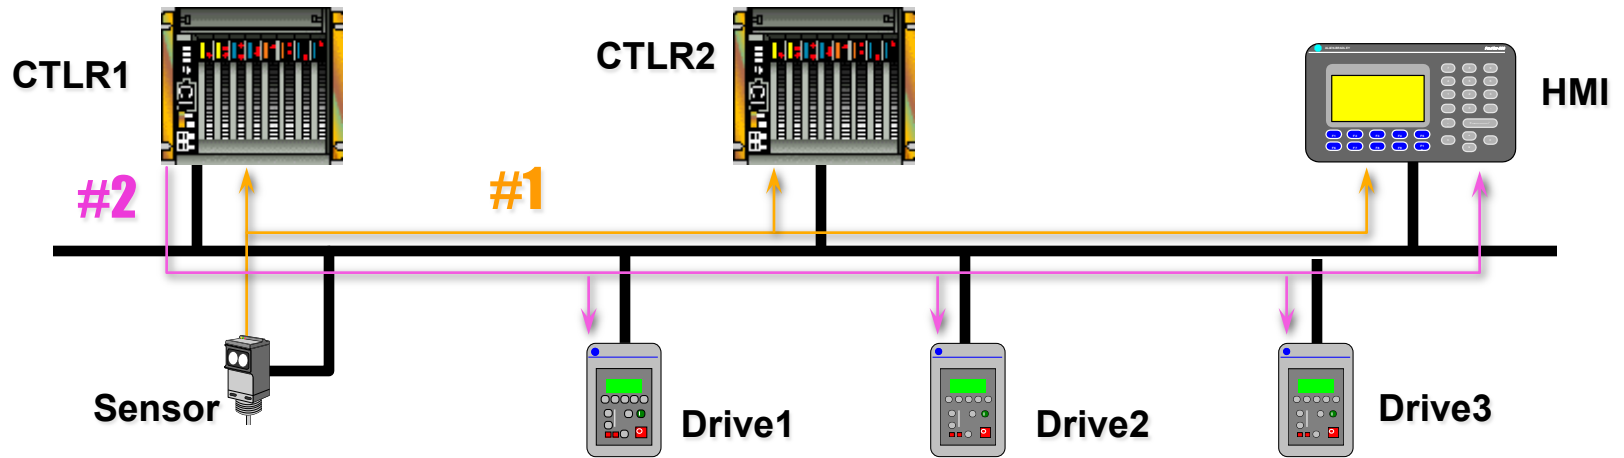 CTLR1
CTLR2
HMI
#2
#1
Sensor
Drive1
Drive2
Drive3